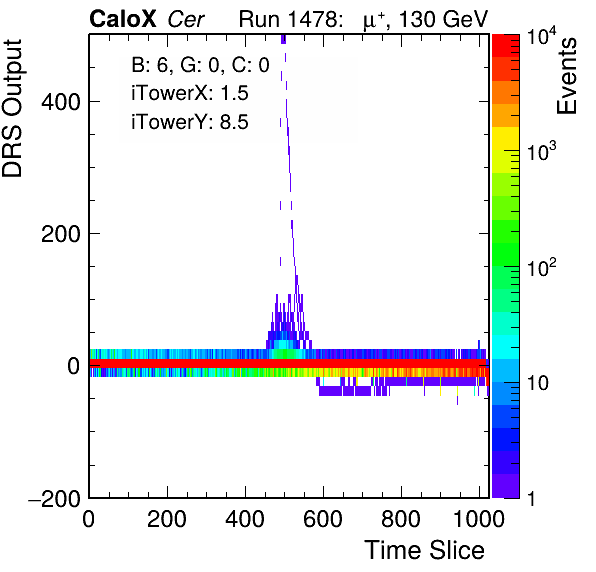 CaloX Cer Run 1478: μ⁺, 130 GeV
B: 6, G: 0, C: 0
iTowerX: 1.5
iTowerY: 8.5
DRS Output
400
200
0
−200
0 200 400 600 800 1000
Time Slice
Events
10⁴
10³
10²
10
1